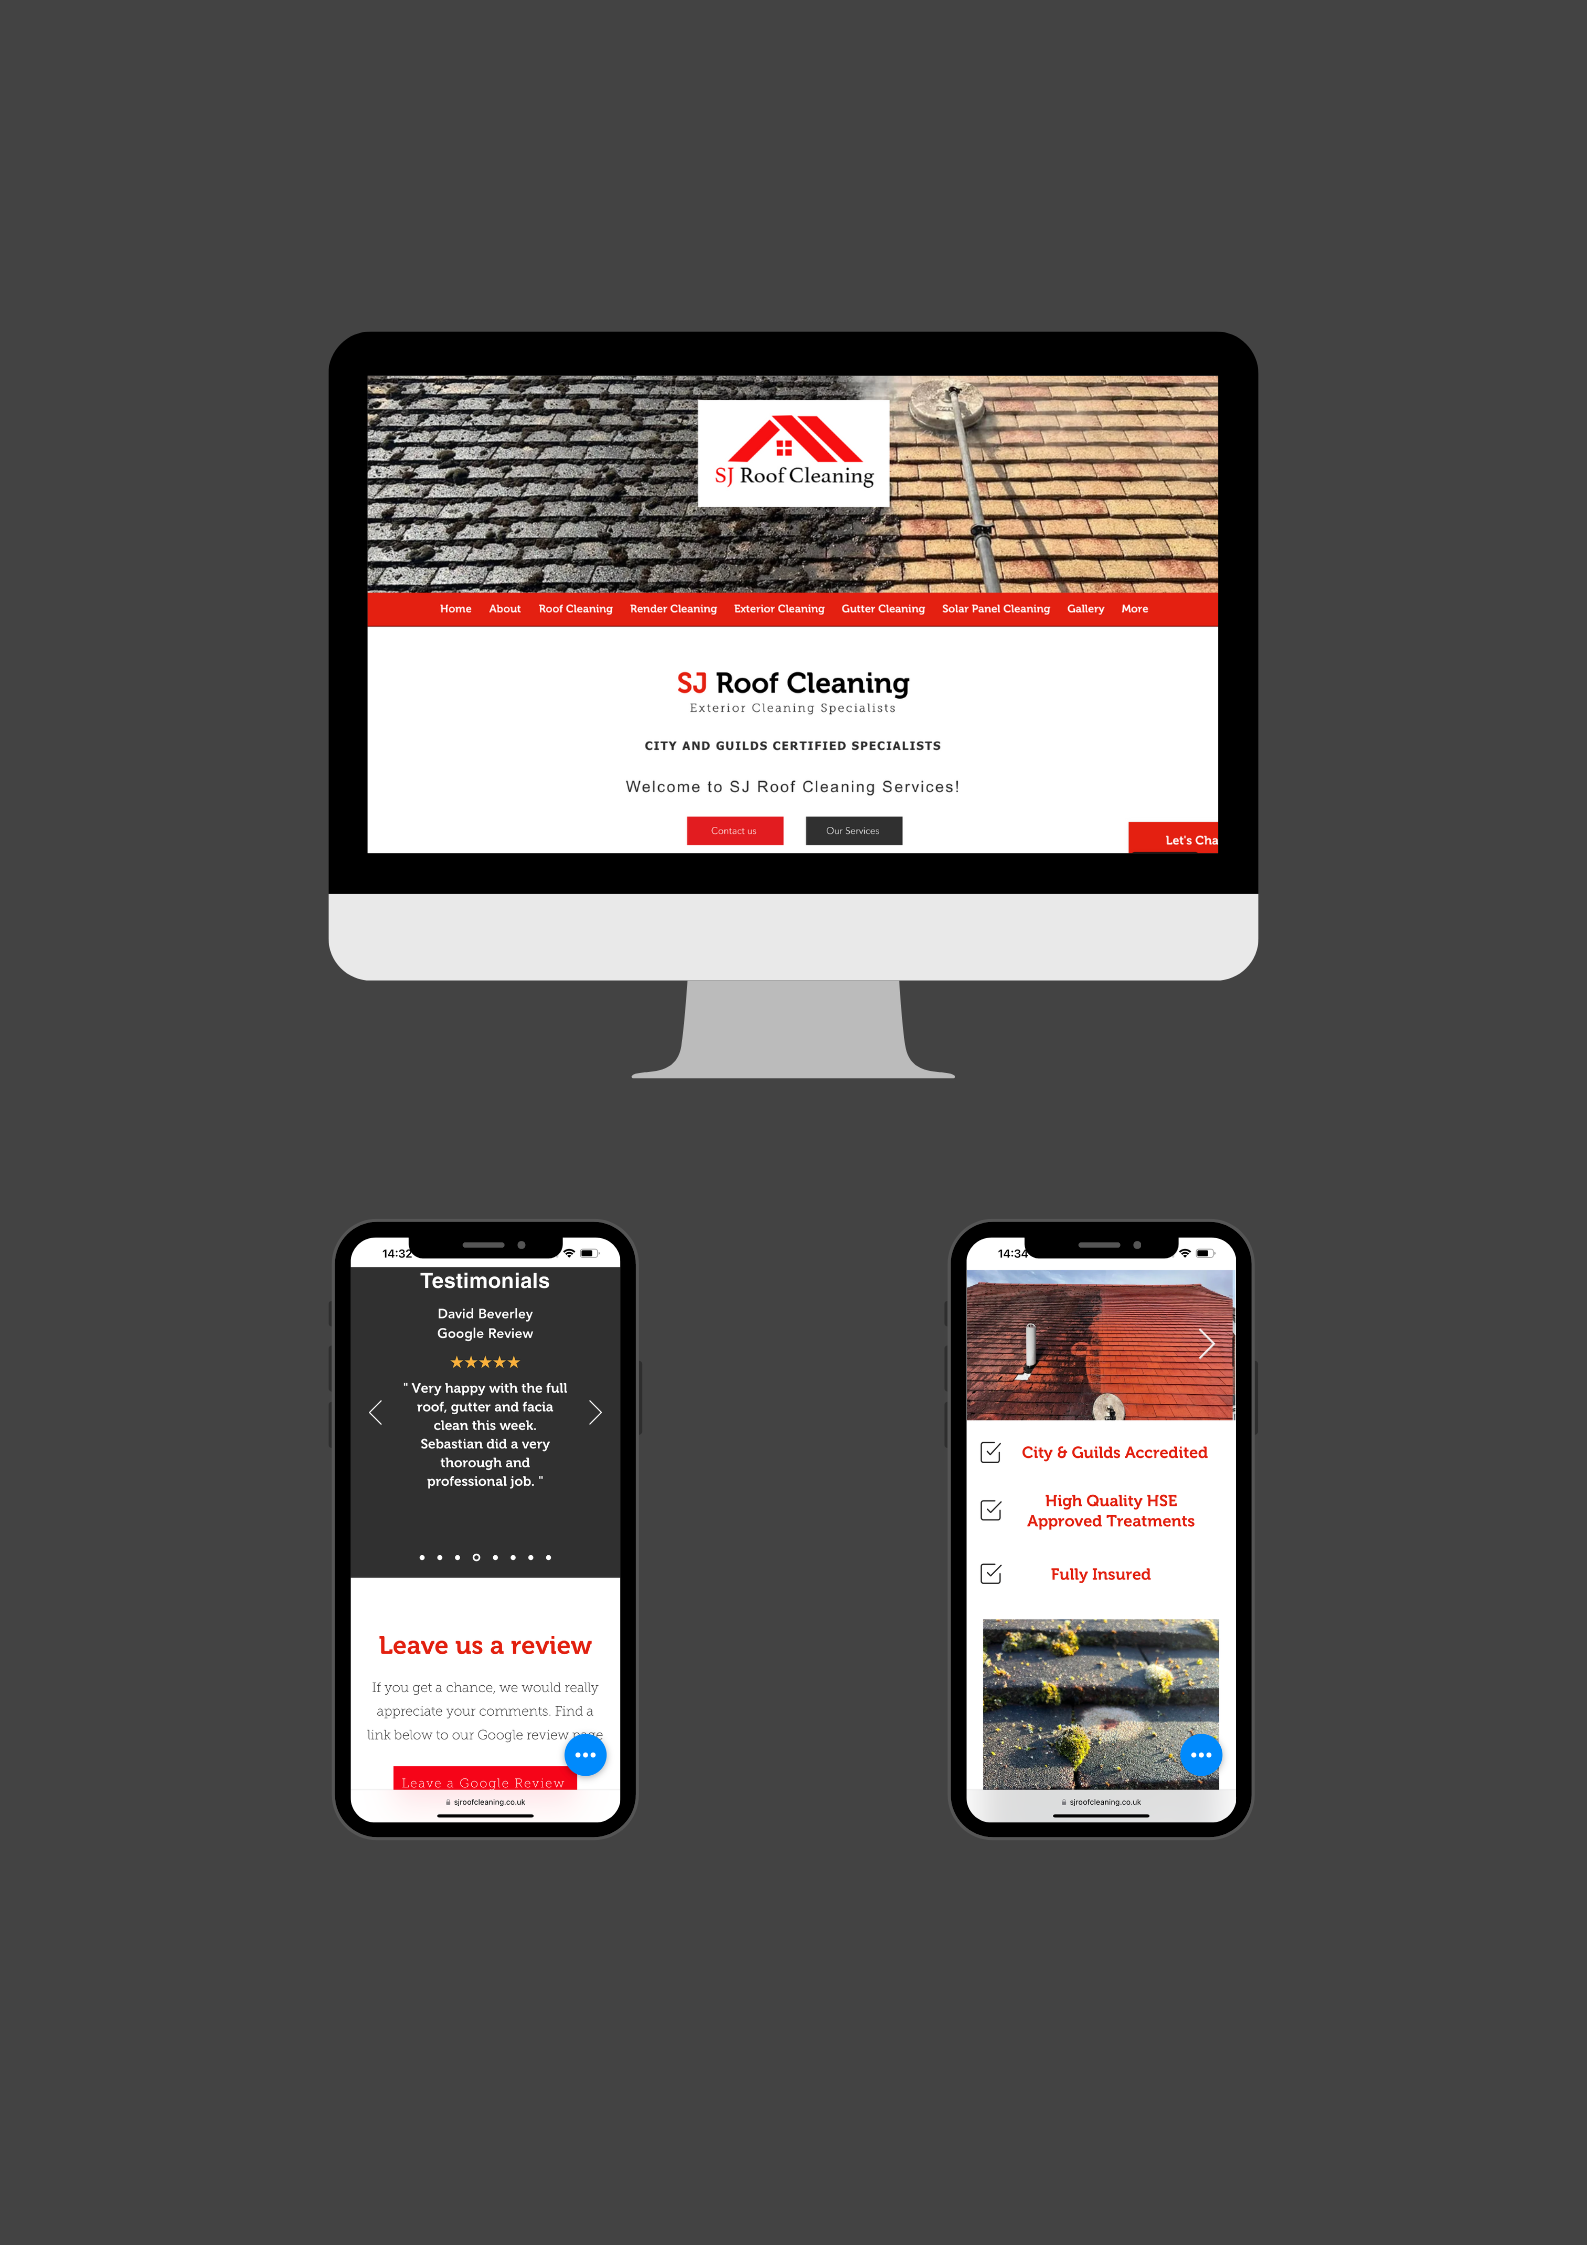 SJ Roof Cleaning
Home About Roof Cleaning Render Cleaning Exterior Cleaning Gutter Cleaning Solar Panel Cleaning Gallery More
SJ Roof Cleaning
Exterior Cleaning Specialists
CITY AND GUILDS CERTIFIED SPECIALISTS
Welcome to SJ Roof Cleaning Services!
Contact us Our Services
Let's Cha
14:32
Testimonials
David Beverley
Google Review
" Very happy with the full
roof, gutter and facia
clean this week.
Sebastian did a very
thorough and
professional job. "
Leave us a review
If you get a chance, we would really
appreciate your comments. Find a
link below to our Google review page
Leave a Google Review
sjroofcleaning.co.uk
14:34
City & Guilds Accredited
High Quality HSE
Approved Treatments
Fully Insured
sjroofcleaning.co.uk